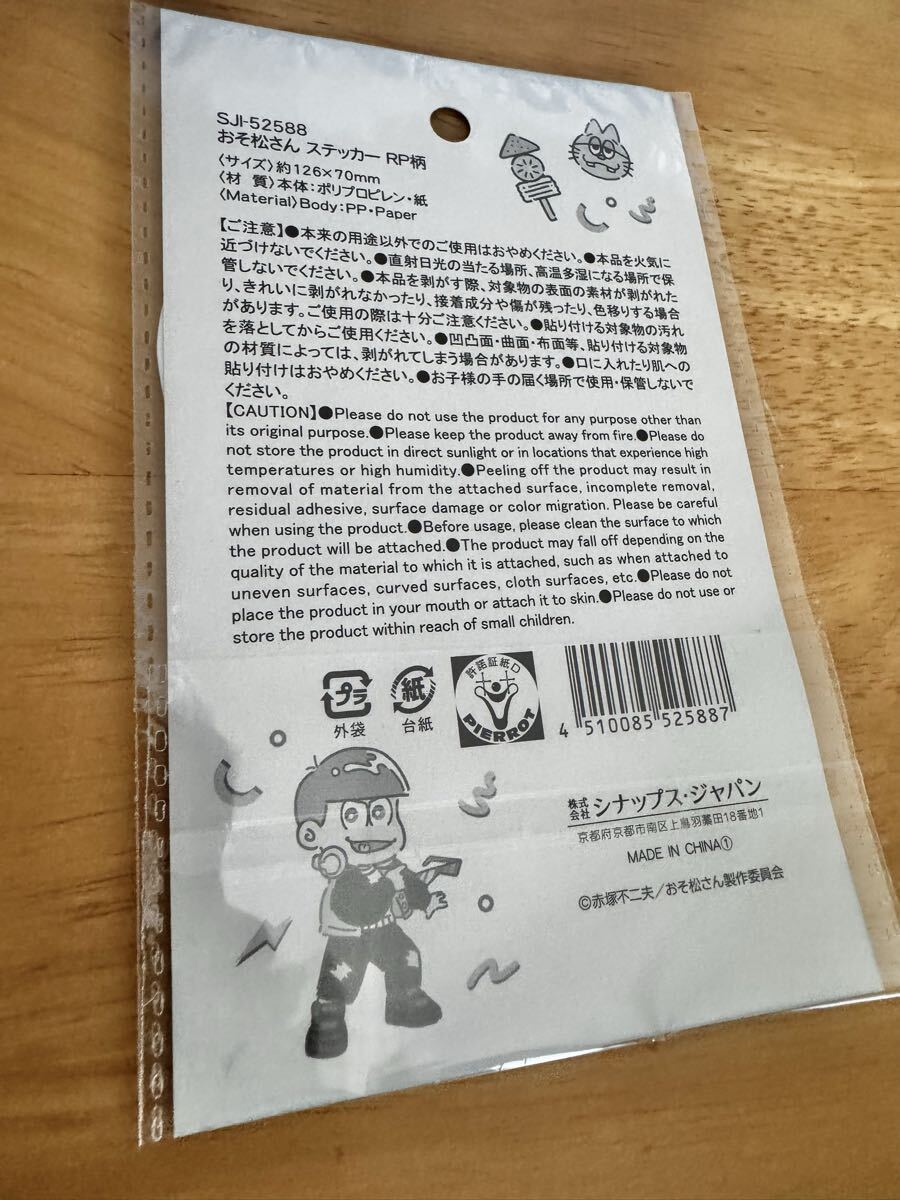 SJI-52588
おそ松さん ステッカー RP柄
〈サイズ〉約126×70mm
〈材 質〉本体：ポリプロピレン・紙
〈Material〉Body：PP・Paper
【ご注意】●本来の用途以外でのご使用はおやめください。●本品を火気に
近づけないでください。●直射日光の当たる場所、高温多湿になる場所で保
管しないでください。●本品を剥がす際、対象物の表面の素材が剥がれた
り、きれいに剥がれなかったり、接着成分や傷が残ったり、色移りする場合
があります。ご使用の際は十分ご注意ください。●貼り付ける対象物の汚れ
を落としてからご使用ください。●凹凸面・曲面・布面等、貼り付ける対象物
の材質によっては、剥がれてしまう場合があります。●口に入れたり肌への
貼り付けはおやめください。●お子様の手の届く場所で使用・保管しないで
ください。
【CAUTION】●Please do not use the product for any purpose other than
its original purpose.●Please keep the product away from fire.●Please do
not store the product in direct sunlight or in locations that experience high
temperatures or high humidity.●Peeling off the product may result in
removal of material from the attached surface, incomplete removal,
residual adhesive, surface damage or color migration. Please be careful
when using the product.●Before usage, please clean the surface to which
the product will be attached.●The product may fall off depending on the
quality of the material to which it is attached, such as when attached to
uneven surfaces, curved surfaces, cloth surfaces, etc.●Please do not
place the product in your mouth or attach it to skin.●Please do not use or
store the product within reach of small children.
プラ
外袋
紙
台紙
許諾証紙口
PIERROT
4 510085 525887
株式会社 シナップス・ジャパン
京都府京都市南区上鳥羽藁田18番地1
MADE IN CHINA①
©赤塚不二夫／おそ松さん製作委員会